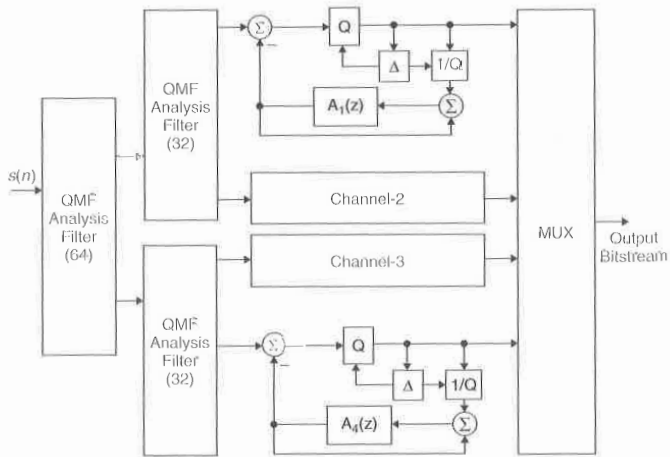 s(n)
QMF
Analysis
Filter
(64)
QMF
Analysis
Filter
(32)
Σ
−
Q
Δ
1/Q
A1(z)
Σ
Channel-2
Channel-3
QMF
Analysis
Filter
(32)
Σ
−
Q
Δ
1/Q
A4(z)
Σ
MUX
Output
Bitstream